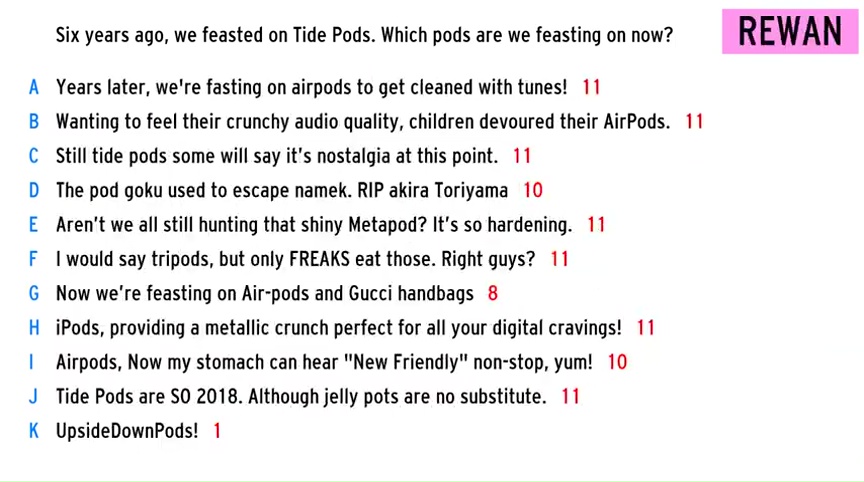 Six years ago, we feasted on Tide Pods. Which pods are we feasting on now?
REWAN
A Years later, we're fasting on airpods to get cleaned with tunes! 11
B Wanting to feel their crunchy audio quality, children devoured their AirPods. 11
C Still tide pods some will say it's nostalgia at this point. 11
D The pod goku used to escape namek. RIP akira Toriyama 10
E Aren't we all still hunting that shiny Metapod? It's so hardening. 11
F I would say tripods, but only FREAKS eat those. Right guys? 11
G Now we're feasting on Air-pods and Gucci handbags 8
H iPods, providing a metallic crunch perfect for all your digital cravings! 11
I Airpods, Now my stomach can hear "New Friendly" non-stop, yum! 10
J Tide Pods are SO 2018. Although jelly pots are no substitute. 11
K UpsideDownPods! 1